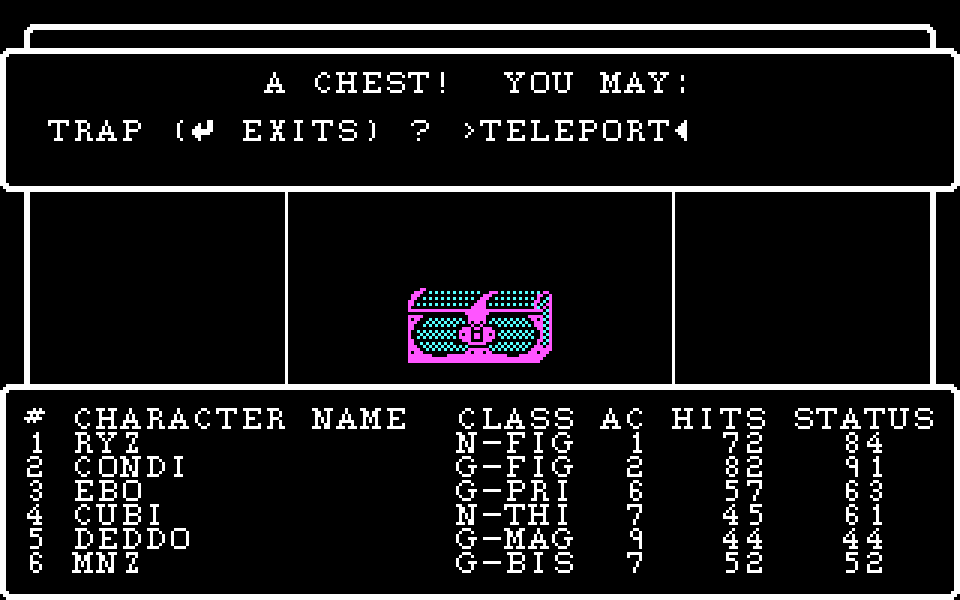 A CHEST! YOU MAY:
TRAP (↵ EXITS) ? >TELEPORT◄
# CHARACTER NAME CLASS AC HITS STATUS
1 RYZ N-FIG 1 72 84
2 CONDI G-FIG 2 82 91
3 EBO G-PRI 6 57 63
4 CUBI N-THI 7 45 61
5 DEDDO G-MAG 9 44 44
6 MNZ G-BIS 7 52 52